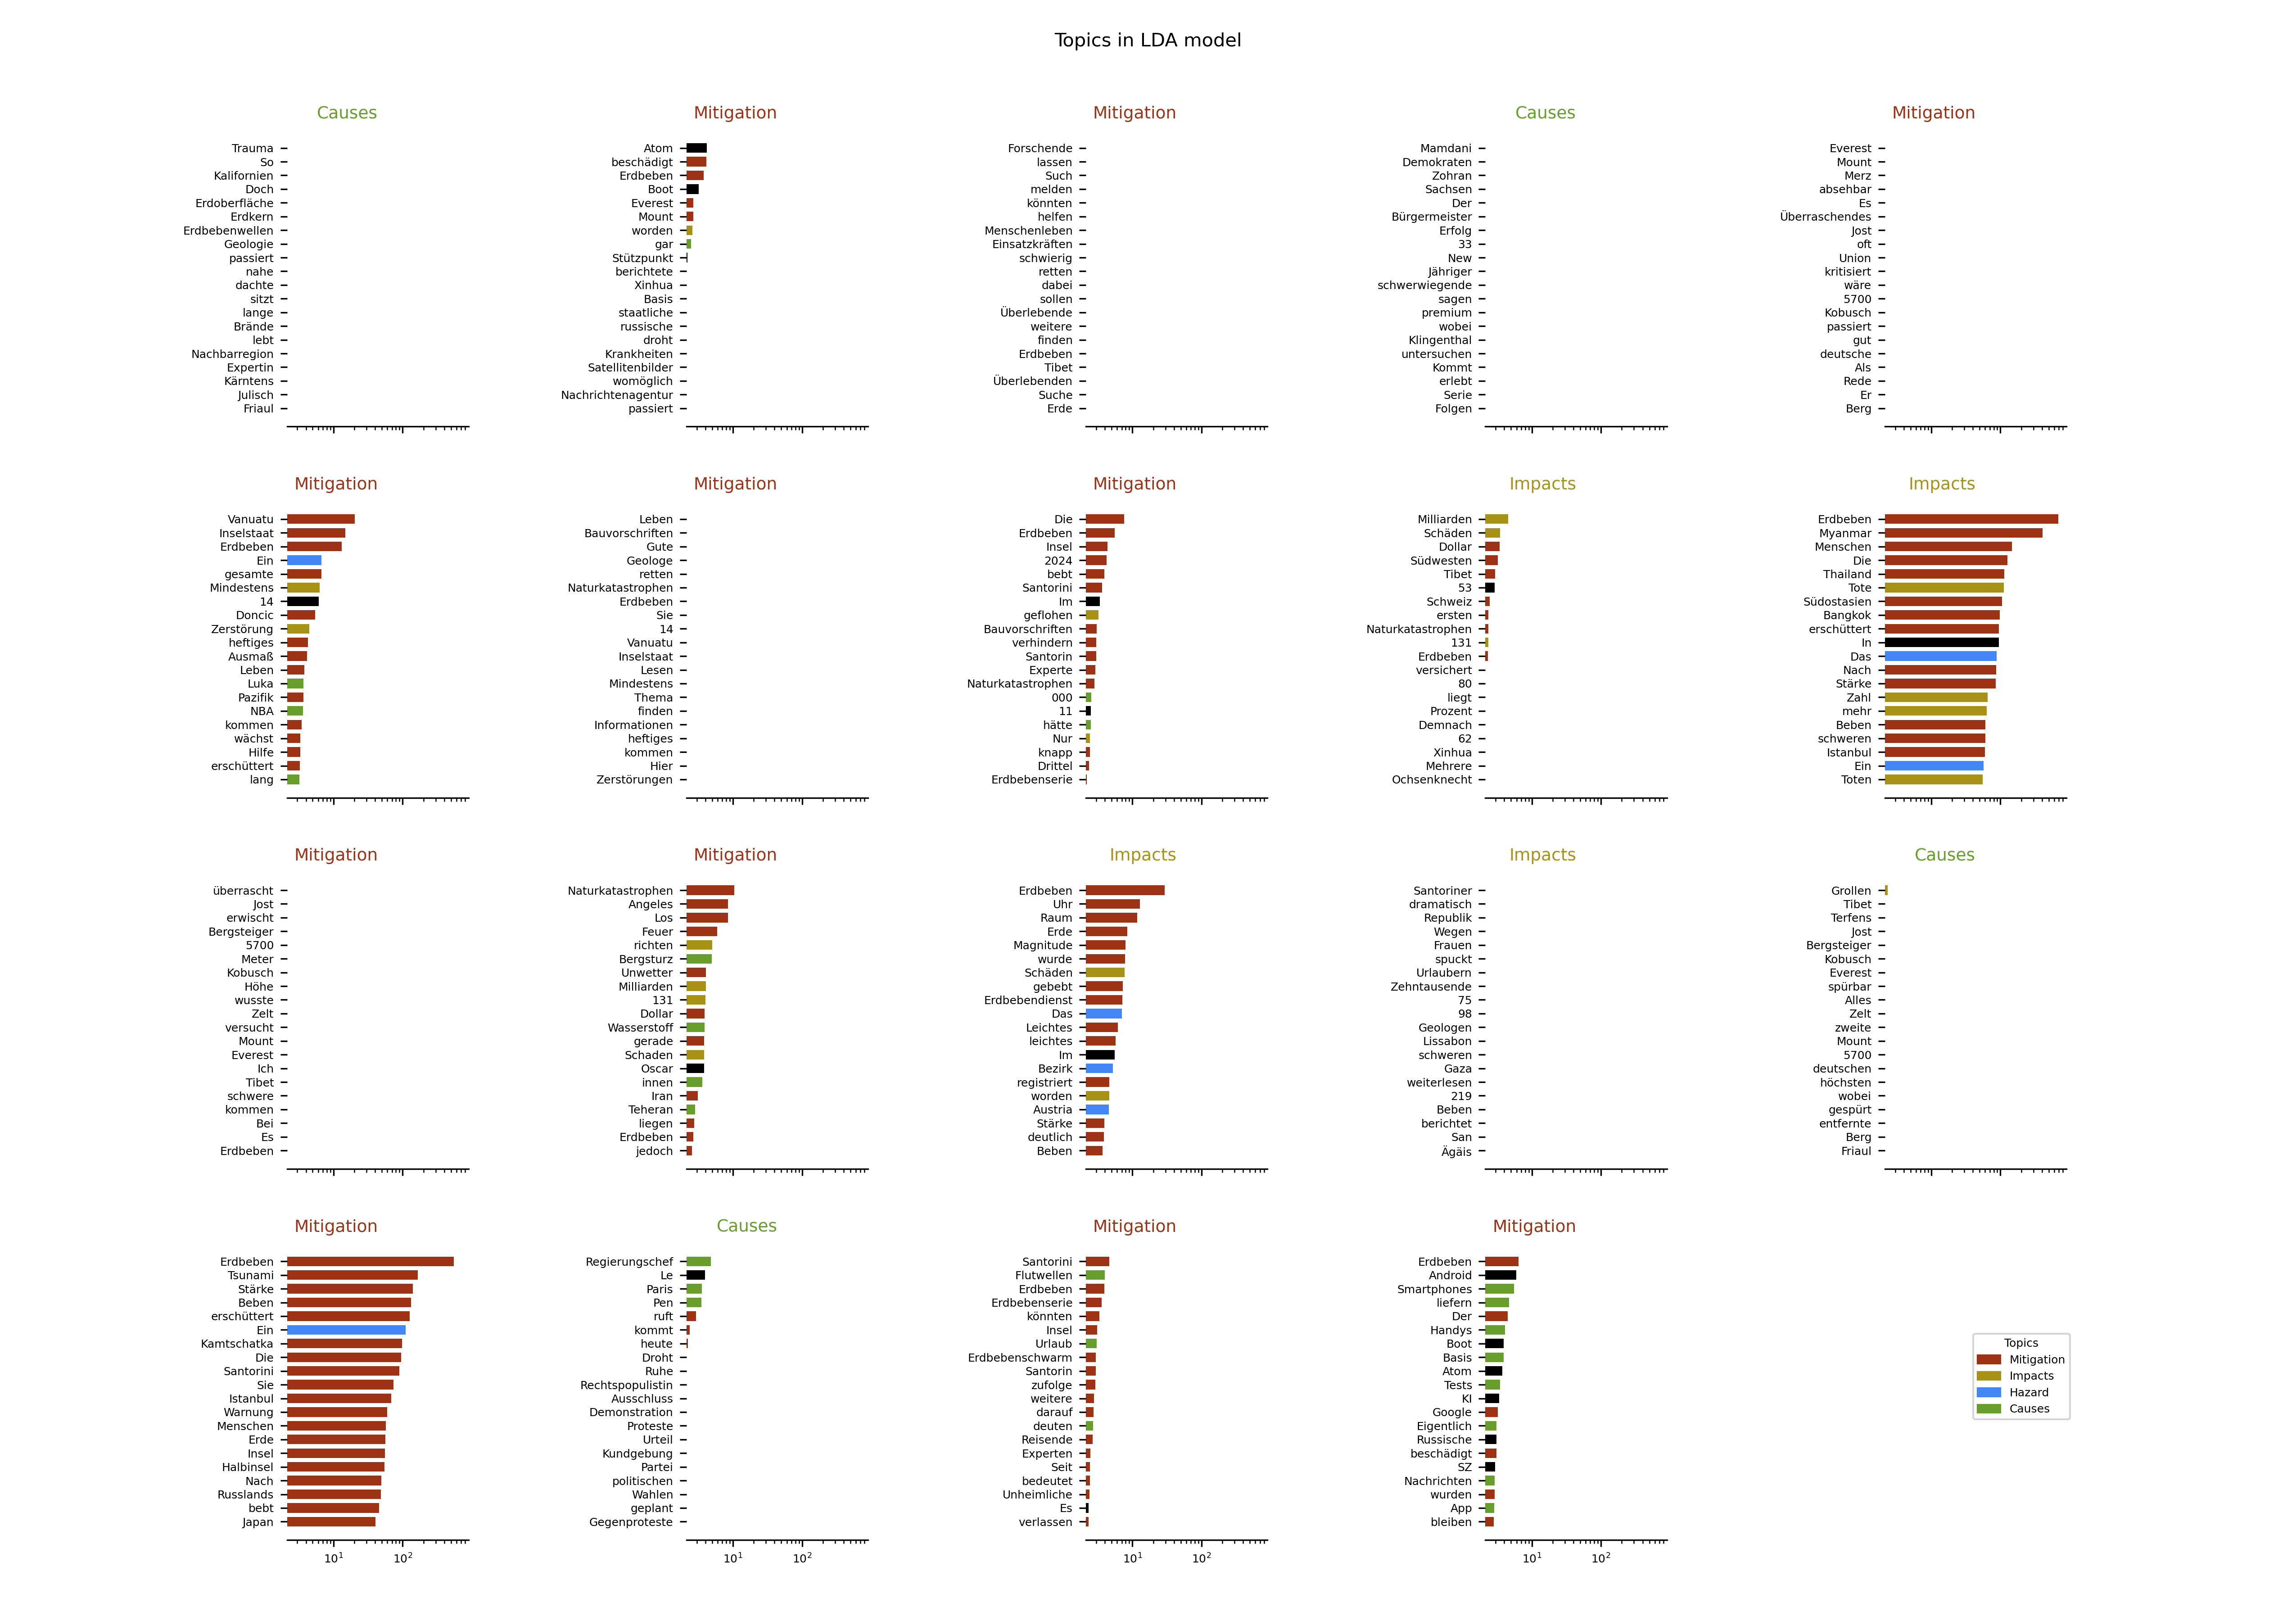 Topics in LDA model
Causes
Trauma
So
Kalifornien
Doch
Erdoberfläche
Erdkern
Erdbebenwellen
Geologie
passiert
nahe
dachte
sitzt
lange
Brände
lebt
Nachbarregion
Expertin
Kärntens
Julisch
Friaul
Mitigation
Atom
beschädigt
Erdbeben
Boot
Everest
Mount
worden
gar
Stützpunkt
berichtete
Xinhua
Basis
staatliche
russische
droht
Krankheiten
Satellitenbilder
womöglich
Nachrichtenagentur
passiert
Mitigation
Forschende
lassen
Such
melden
könnten
helfen
Menschenleben
Einsatzkräften
schwierig
retten
dabei
sollen
Überlebende
weitere
finden
Erdbeben
Tibet
Überlebenden
Suche
Erde
Causes
Mamdani
Demokraten
Zohran
Sachsen
Der
Bürgermeister
Erfolg
33
New
Jähriger
schwerwiegende
sagen
premium
wobei
Klingenthal
untersuchen
Kommt
erlebt
Serie
Folgen
Mitigation
Everest
Mount
Merz
absehbar
Es
Überraschendes
Jost
oft
Union
kritisiert
wäre
5700
Kobusch
passiert
gut
deutsche
Als
Rede
Er
Berg
Mitigation
Vanuatu
Inselstaat
Erdbeben
Ein
gesamte
Mindestens
14
Doncic
Zerstörung
heftiges
Ausmaß
Leben
Luka
Pazifik
NBA
kommen
wächst
Hilfe
erschüttert
lang
Mitigation
Leben
Bauvorschriften
Gute
Geologe
retten
Naturkatastrophen
Erdbeben
Sie
14
Vanuatu
Inselstaat
Lesen
Mindestens
Thema
finden
Informationen
heftiges
kommen
Hier
Zerstörungen
Mitigation
Die
Erdbeben
Insel
2024
bebt
Santorini
Im
geflohen
Bauvorschriften
verhindern
Santorin
Experte
Naturkatastrophen
000
11
hätte
Nur
knapp
Drittel
Erdbebenserie
Impacts
Milliarden
Schäden
Dollar
Südwesten
Tibet
53
Schweiz
ersten
Naturkatastrophen
131
Erdbeben
versichert
80
liegt
Prozent
Demnach
62
Xinhua
Mehrere
Ochsenknecht
Impacts
Erdbeben
Myanmar
Menschen
Die
Thailand
Tote
Südostasien
Bangkok
erschüttert
In
Das
Nach
Stärke
Zahl
mehr
Beben
schweren
Istanbul
Ein
Toten
Mitigation
überrascht
Jost
erwischt
Bergsteiger
5700
Meter
Kobusch
Höhe
wusste
Zelt
versucht
Mount
Everest
Ich
Tibet
schwere
kommen
Bei
Es
Erdbeben
Mitigation
Naturkatastrophen
Angeles
Los
Feuer
richten
Bergsturz
Unwetter
Milliarden
131
Dollar
Wasserstoff
gerade
Schaden
Oscar
innen
Iran
Teheran
liegen
Erdbeben
jedoch
Impacts
Erdbeben
Uhr
Raum
Erde
Magnitude
wurde
Schäden
gebebt
Erdbebendienst
Das
Leichtes
leichtes
Im
Bezirk
registriert
worden
Austria
Stärke
deutlich
Beben
Impacts
Santoriner
dramatisch
Republik
Wegen
Frauen
spuckt
Urlaubern
Zehntausende
75
98
Geologen
Lissabon
schweren
Gaza
weiterlesen
219
Beben
berichtet
San
Ägäis
Causes
Grollen
Tibet
Terfens
Jost
Bergsteiger
Kobusch
Everest
spürbar
Alles
Zelt
zweite
Mount
5700
deutschen
höchsten
wobei
gespürt
entfernte
Berg
Friaul
Mitigation
Erdbeben
Tsunami
Stärke
Beben
erschüttert
Ein
Kamtschatka
Die
Santorini
Sie
Istanbul
Warnung
Menschen
Erde
Insel
Halbinsel
Nach
Russlands
bebt
Japan
10¹ 10²
Causes
Regierungschef
Le
Paris
Pen
ruft
kommt
heute
Droht
Ruhe
Rechtspopulistin
Ausschluss
Demonstration
Proteste
Urteil
Kundgebung
Partei
politischen
Wahlen
geplant
Gegenproteste
10¹ 10²
Mitigation
Santorini
Flutwellen
Erdbeben
Erdbebenserie
könnten
Insel
Urlaub
Erdbebenschwarm
Santorin
zufolge
weitere
darauf
deuten
Reisende
Experten
Seit
bedeutet
Unheimliche
Es
verlassen
10¹ 10²
Mitigation
Erdbeben
Android
Smartphones
liefern
Der
Handys
Boot
Basis
Atom
Tests
KI
Google
Eigentlich
Russische
beschädigt
SZ
Nachrichten
wurden
App
bleiben
10¹ 10²
Topics
Mitigation
Impacts
Hazard
Causes